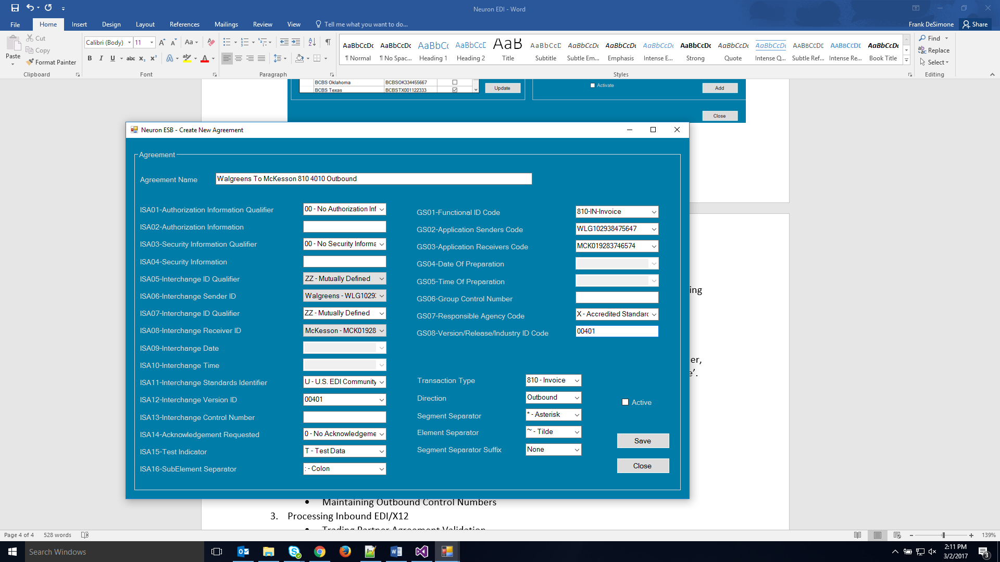 Neuron EDI - Word
File Home Insert Design Layout References Mailings Review View Tell me what you want to do... Frank DeSimone Share
Paste Cut Copy Format Painter
Calibri (Body) 11
AaBbCcDc AaBbCcDc AaBbCc AaBbCcD AaB AaBbCcD AaBbCcDc AaBbCcDc AaBbCcDc AaBbCcDc AaBbCcDc AaBbCcDc AABBCCDE AABBCCDE AaBbCcDc
¶ Normal ¶ No Spac... Heading 1 Heading 2 Title Subtitle Subtle Em... Emphasis Intense E... Strong Quote Intense Q... Subtle Ref... Intense Re... Book Title
Find Replace Select
Clipboard Font Paragraph Styles Editing
BCBS Oklahoma BCBSOK334455667
BCBS Texas BCBSTX001122333
Update
Activate
Add
Close
Neuron ESB - Create New Agreement
Agreement
Agreement Name Walgreens To McKesson 810 4010 Outbound
ISA01-Authorization Information Qualifier 00 - No Authorization Inf
ISA02-Authorization Information
ISA03-Security Information Qualifier 00 - No Security Informa
ISA04-Security Information
ISA05-Interchange ID Qualifier ZZ - Mutually Defined
ISA06-Interchange Sender ID Walgreens - WLG1029:
ISA07-Interchange ID Qualifier ZZ - Mutually Defined
ISA08-Interchange Receiver ID McKesson - MCK01928
ISA09-Interchange Date
ISA10-Interchange Time
ISA11-Interchange Standards Identifier U - U.S. EDI Community
ISA12-Interchange Version ID 00401
ISA13-Interchange Control Number
ISA14-Acknowledgement Requested 0 - No Acknowledgeme
ISA15-Test Indicator T - Test Data
ISA16-SubElement Separator : - Colon
GS01-Functional ID Code 810-IN-Invoice
GS02-Application Senders Code WLG102938475647
GS03-Application Receivers Code MCK019283746574
GS04-Date Of Preparation
GS05-Time Of Preparation
GS06-Group Control Number
GS07-Responsible Agency Code X - Accredited Standarc
GS08-Version/Release/Industry ID Code 00401
Transaction Type 810 - Invoice
Direction Outbound
Segment Separator * - Asterisk
Element Separator ~ - Tilde
Segment Separator Suffix None
Active
Save
Close
ing
er,
e’.
• Maintaining Outbound Control Numbers
3. Processing Inbound EDI/X12
• Trading Partner Agreement Validation
Page 4 of 4 528 words 139%
Search Windows
2:11 PM
3/2/2017
3